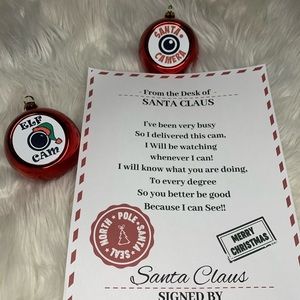 SANTA
CAMERA
ELF
CAM
From the Desk of
SANTA CLAUS
I've been very busy
So I delivered this cam,
I Will be watching
whenever I can!
I will know what you are doing,
To every degree
So you better be good
Because I can See!!
NORTH POLE SANTA
SEAL
MERRY
CHRISTMAS
Santa Claus
SIGNED BY